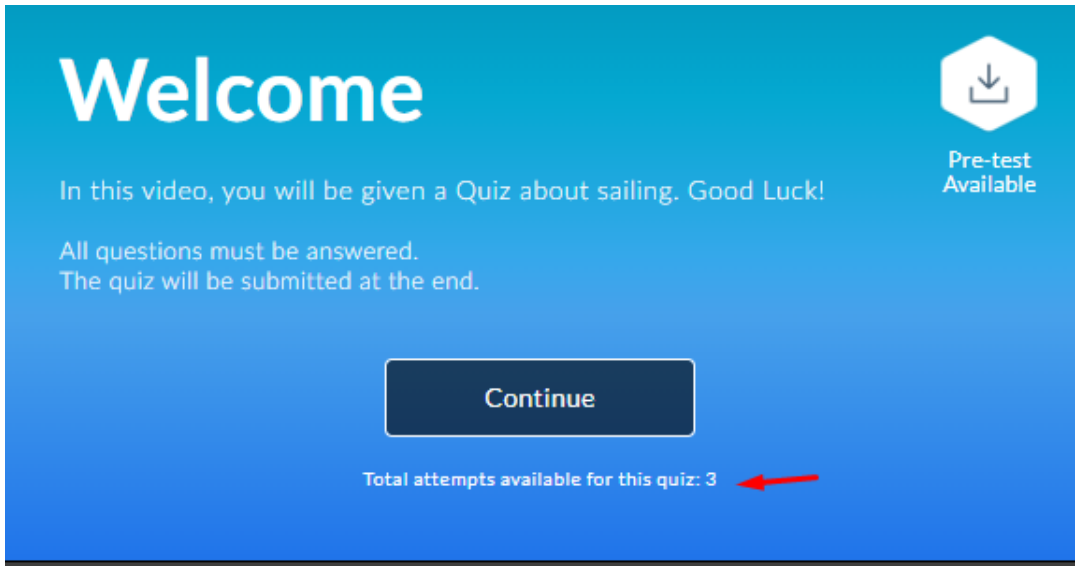 Welcome
Pre-test
Available
In this video, you will be given a Quiz about sailing. Good Luck!
All questions must be answered.
The quiz will be submitted at the end.
Continue
Total attempts available for this quiz: 3